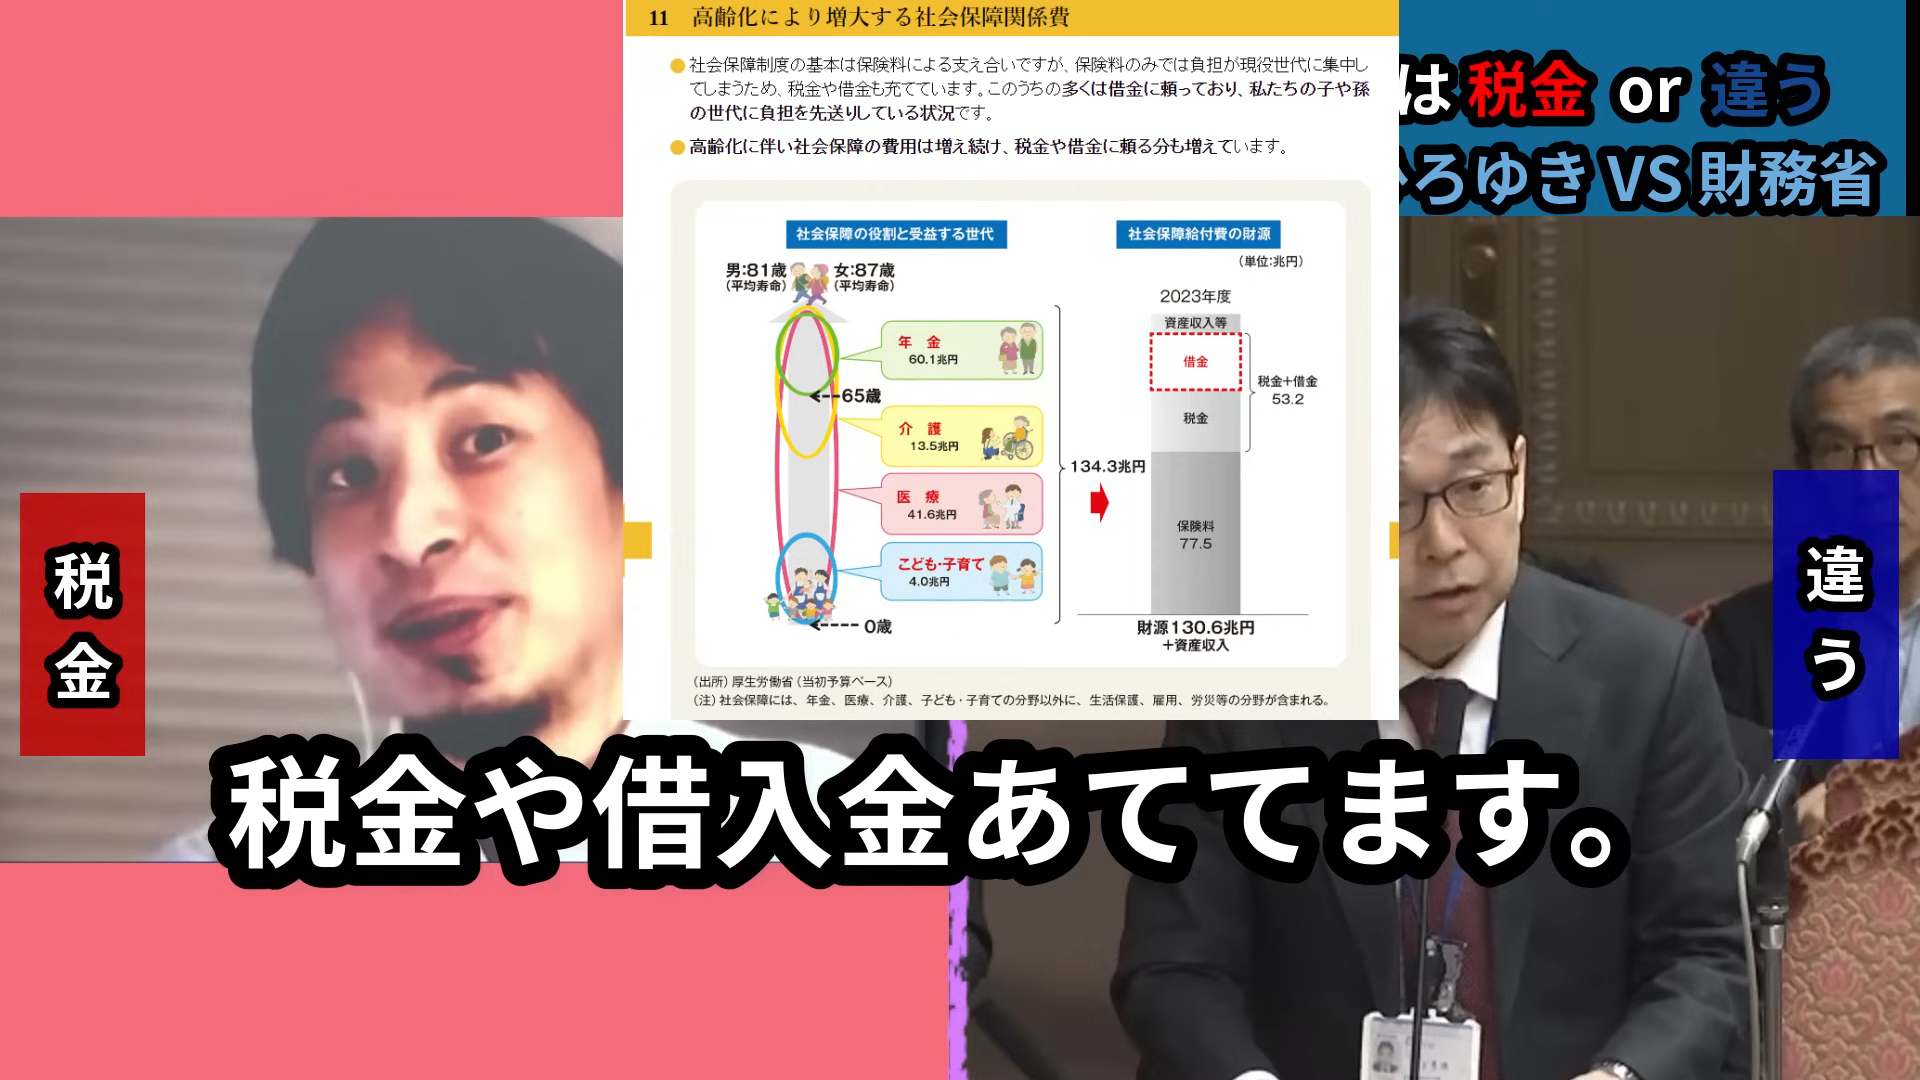 11 高齢化により増大する社会保障関係費
●社会保障制度の基本は保険料による支え合いですが、保険料のみでは負担が現役世代に集中し
てしまうため、税金や借金も充てています。このうちの多くは借金に頼っており、私たちの子や孫
の世代に負担を先送りしている状況です。
●高齢化に伴い社会保障の費用は増え続け、税金や借金に頼る分も増えています。
は 税金 or 違う
ひろゆき VS 財務省
社会保障の役割と受益する世代
男:81歳
(平均寿命)
女:87歳
(平均寿命)
年 金
60.1兆円
65歳
介 護
13.5兆円
医 療
41.6兆円
こども・子育て
4.0兆円
0歳
134.3兆円
社会保障給付費の財源
(単位:兆円)
2023年度
資産収入等
借金
税金+借金
53.2
税金
保険料
77.5
財源130.6兆円
+資産収入
(出所)厚生労働省(当初予算ベース)
(注)社会保障には、年金、医療、介護、子ども・子育ての分野以外に、生活保護、雇用、労災等の分野が含まれる。
税金
違う
税金や借入金あててます。